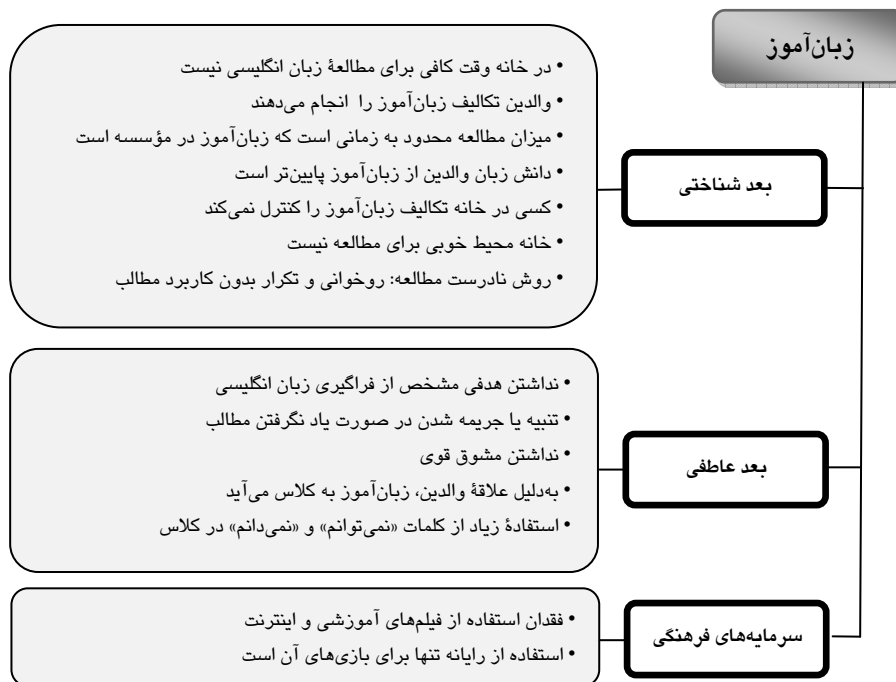 زبان‌آموز
بعد شناختی
• در خانه وقت کافی برای مطالعهٔ زبان انگلیسی نیست
• والدین تکالیف زبان‌آموز را انجام می‌دهند
• میزان مطالعه محدود به زمانی است که زبان‌آموز در مؤسسه است
• دانش زبان والدین از زبان‌آموز پایین‌تر است
• کسی در خانه تکالیف زبان‌آموز را کنترل نمی‌کند
• خانه محیط خوبی برای مطالعه نیست
• روش نادرست مطالعه: روخوانی و تکرار بدون کاربرد مطالب
بعد عاطفی
• نداشتن هدفی مشخص از فراگیری زبان انگلیسی
• تنبیه یا جریمه شدن در صورت یاد نگرفتن مطالب
• نداشتن مشوق قوی
• به‌دلیل علاقهٔ والدین، زبان‌آموز به کلاس می‌آید
• استفادهٔ زیاد از کلمات «نمی‌توانم» و «نمی‌دانم» در کلاس
سرمایه‌های فرهنگی
• فقدان استفاده از فیلم‌های آموزشی و اینترنت
• استفاده از رایانه تنها برای بازی‌های آن است